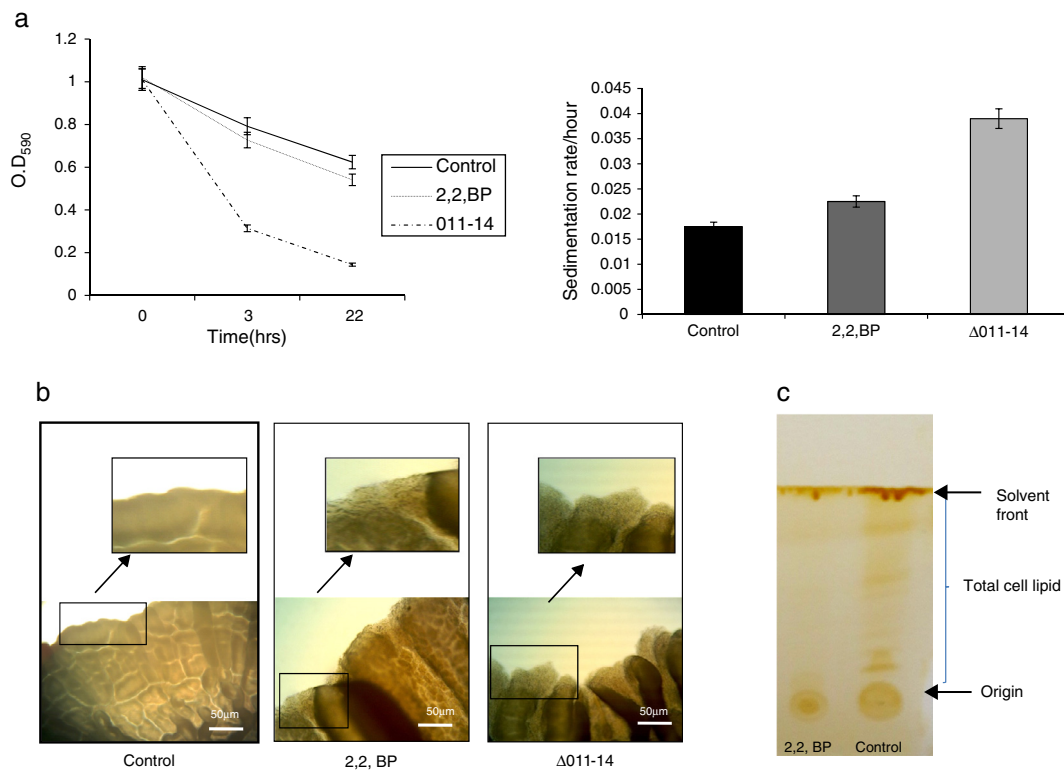 a
1.2
1
0.8
0.6
0.4
0.2
0
O.D590
0
3
22
Time(hrs)
Control
2,2,BP
011-14
0.045
0.04
0.035
0.03
0.025
0.02
0.015
0.01
0.005
0
Sedimentation rate/hour
Control
2,2,BP
Δ011-14
b
50μm
50μm
50μm
Control
2,2, BP
Δ011-14
c
Solvent
front
Total cell lipid
Origin
2,2, BP
Control